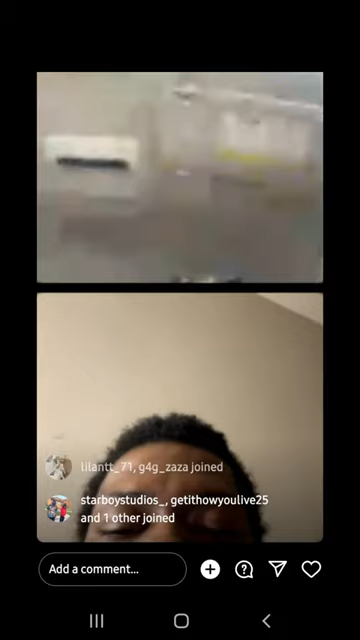 lilantt_71, g4g_zaza joined
starboystudios_, getithowyoulive25
and 1 other joined
Add a comment...